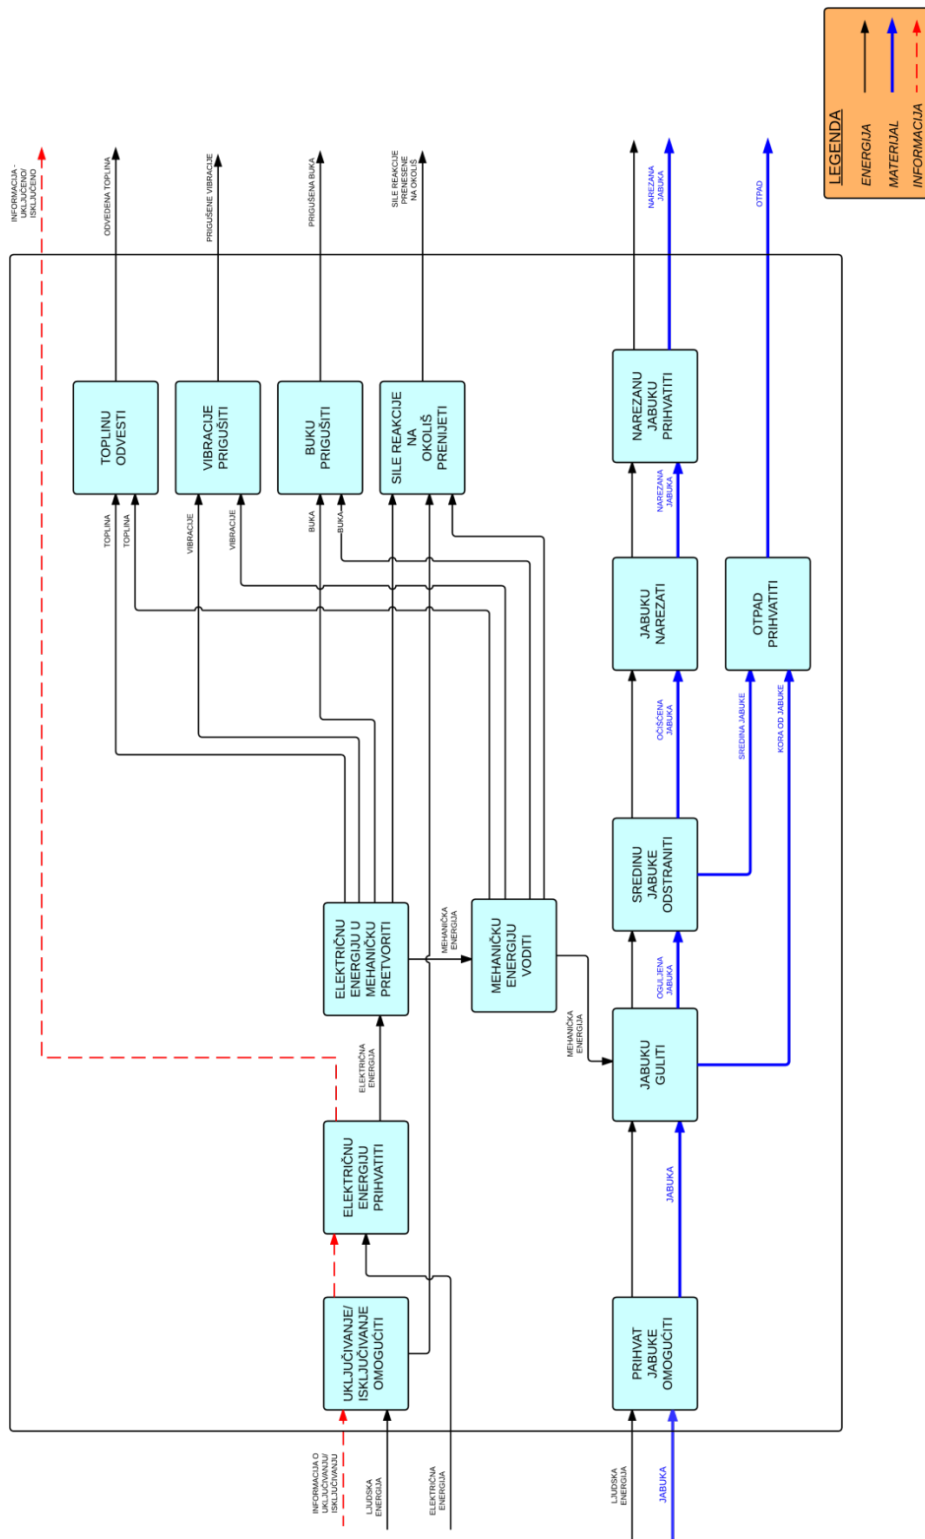 INFORMACIJA -
UKLJUČENO/
ISKLJUČENO
ODVEDENA TOPLINA
PRIGUŠENE VIBRACIJE
PRIGUŠENA BUKA
SILE REAKCIJE
PRENESENE
NA OKOLIŠ
NAREZANA
JABUKA
OTPAD
LEGENDA
ENERGIJA
MATERIJAL
INFORMACIJA
TOPLINU
ODVESTI
VIBRACIJE
PRIGUŠITI
BUKU
PRIGUŠITI
SILE REAKCIJE
NA
OKOLIŠ
PRENIJETI
NAREZANU
JABUKU
PRIHVATITI
TOPLINA
TOPLINA
VIBRACIJE
VIBRACIJE
BUKA
BUKA
NAREZANA
JABUKA
JABUKU
NAREZATI
OTPAD
PRIHVATITI
OČIŠĆENA
JABUKA
SREDINA JABUKE
KORA OD JABUKE
ELEKTRIČNU
ENERGIJU U
MEHANIČKU
PRETVORITI
MEHANIČKA
ENERGIJA
MEHANIČKU
ENERGIJU
VODITI
SREDINU
JABUKE
ODSTRANITI
OGULJENA
JABUKA
ELEKTRIČNA
ENERGIJA
MEHANIČKA
ENERGIJA
JABUKU
GULITI
ELEKTRIČNU
ENERGIJU
PRIHVATITI
JABUKA
UKLJUČIVANJE/
ISKLJUČIVANJE
OMOGUĆITI
PRIHVAT
JABUKE
OMOGUĆITI
INFORMACIJA O
UKLJUČIVANJU/
ISKLJUČIVANJU
LJUDSKA
ENERGIJA
ELEKTRIČNA
ENERGIJA
LJUDSKA
ENERGIJA
JABUKA